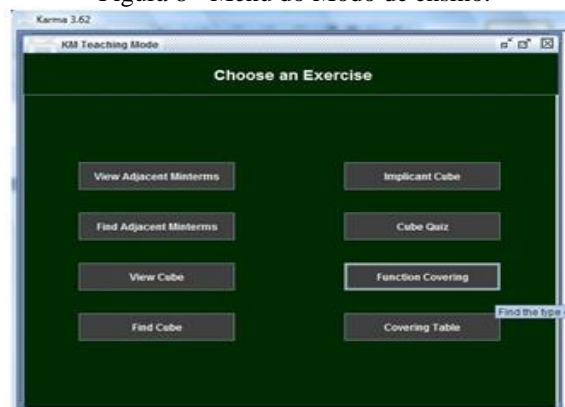 Figura 8 - Menu do Modo de ensino.
Karma 3.62
KM Teaching Mode
Choose an Exercise
View Adjacent Minterms
Implicant Cube
Find Adjacent Minterms
Cube Quiz
View Cube
Function Covering
Find the type
Find Cube
Covering Table